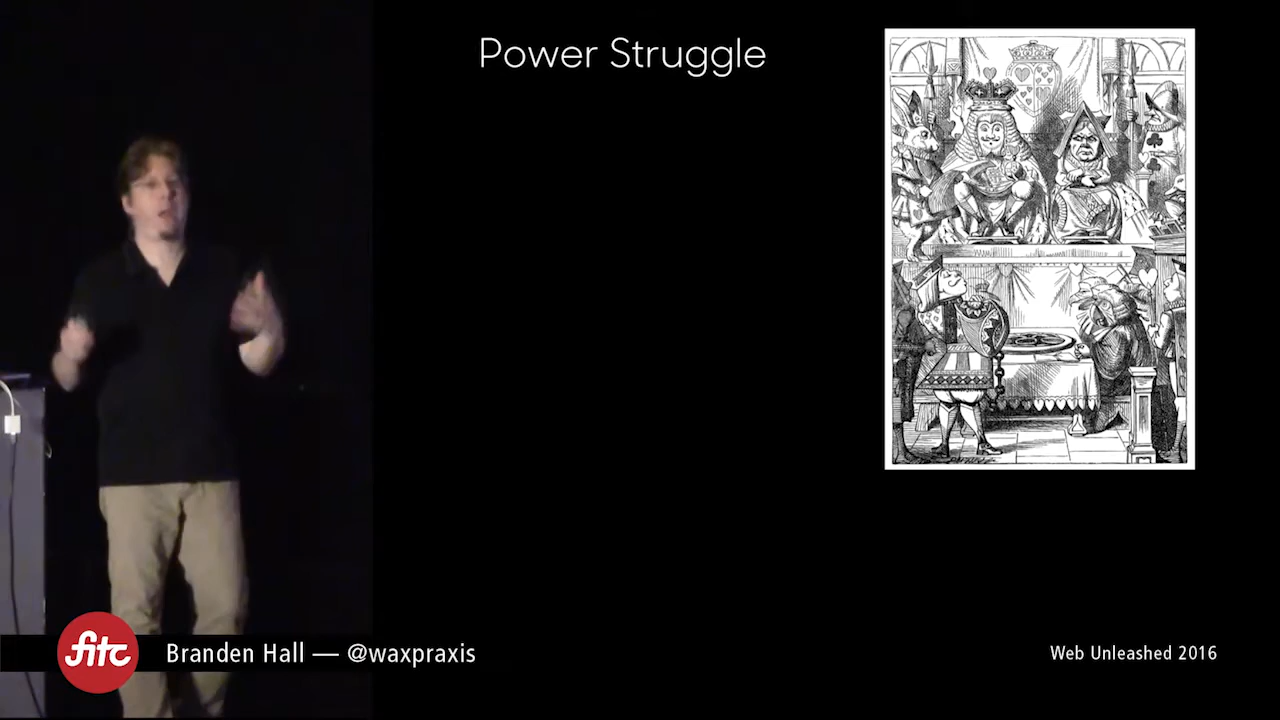 Power Struggle
fitc
Branden Hall — @waxpraxis
Web Unleashed 2016